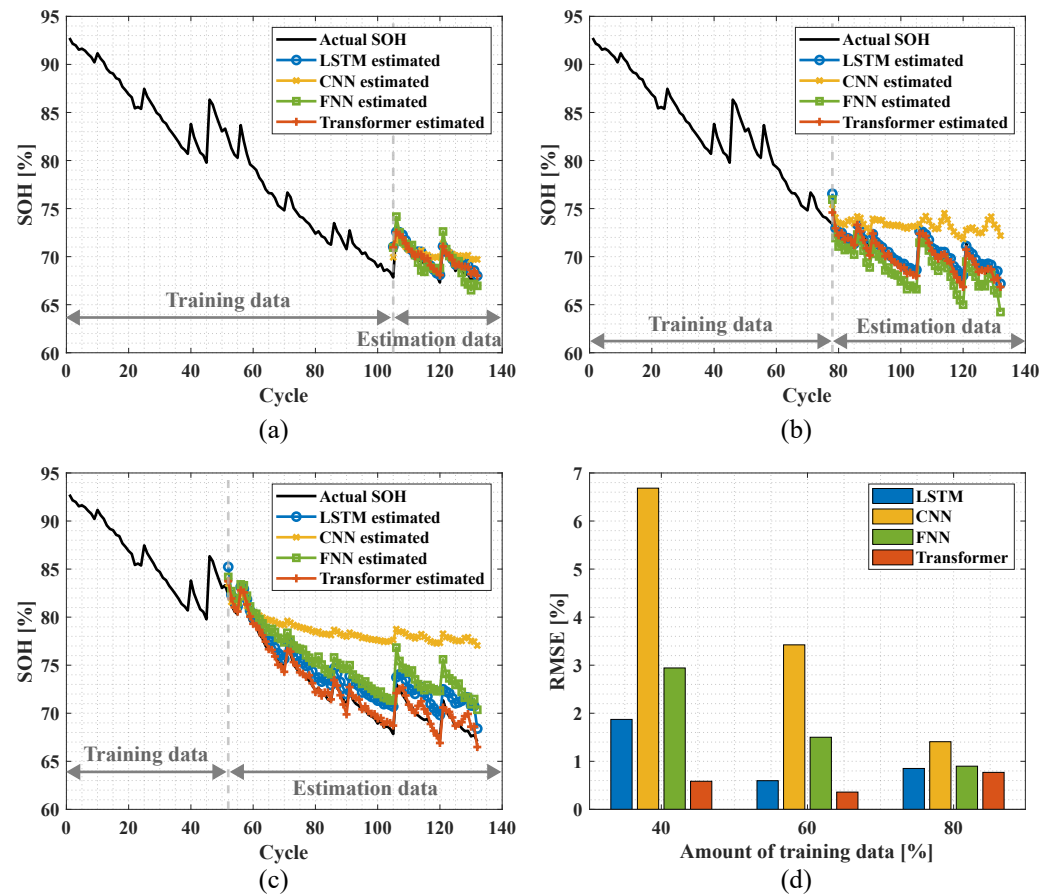 95
90
85
80
75
70
65
60
SOH [%]
Actual SOH
LSTM estimated
CNN estimated
FNN estimated
Transformer estimated
Training data
Estimation data
0 20 40 60 80 100 120 140
Cycle
(a)
95
90
85
80
75
70
65
60
SOH [%]
Actual SOH
LSTM estimated
CNN estimated
FNN estimated
Transformer estimated
Training data
Estimation data
0 20 40 60 80 100 120 140
Cycle
(b)
95
90
85
80
75
70
65
60
SOH [%]
Actual SOH
LSTM estimated
CNN estimated
FNN estimated
Transformer estimated
Training data
Estimation data
0 20 40 60 80 100 120 140
Cycle
(c)
7
6
5
4
3
2
1
0
RMSE [%]
LSTM
CNN
FNN
Transformer
40 60 80
Amount of training data [%]
(d)